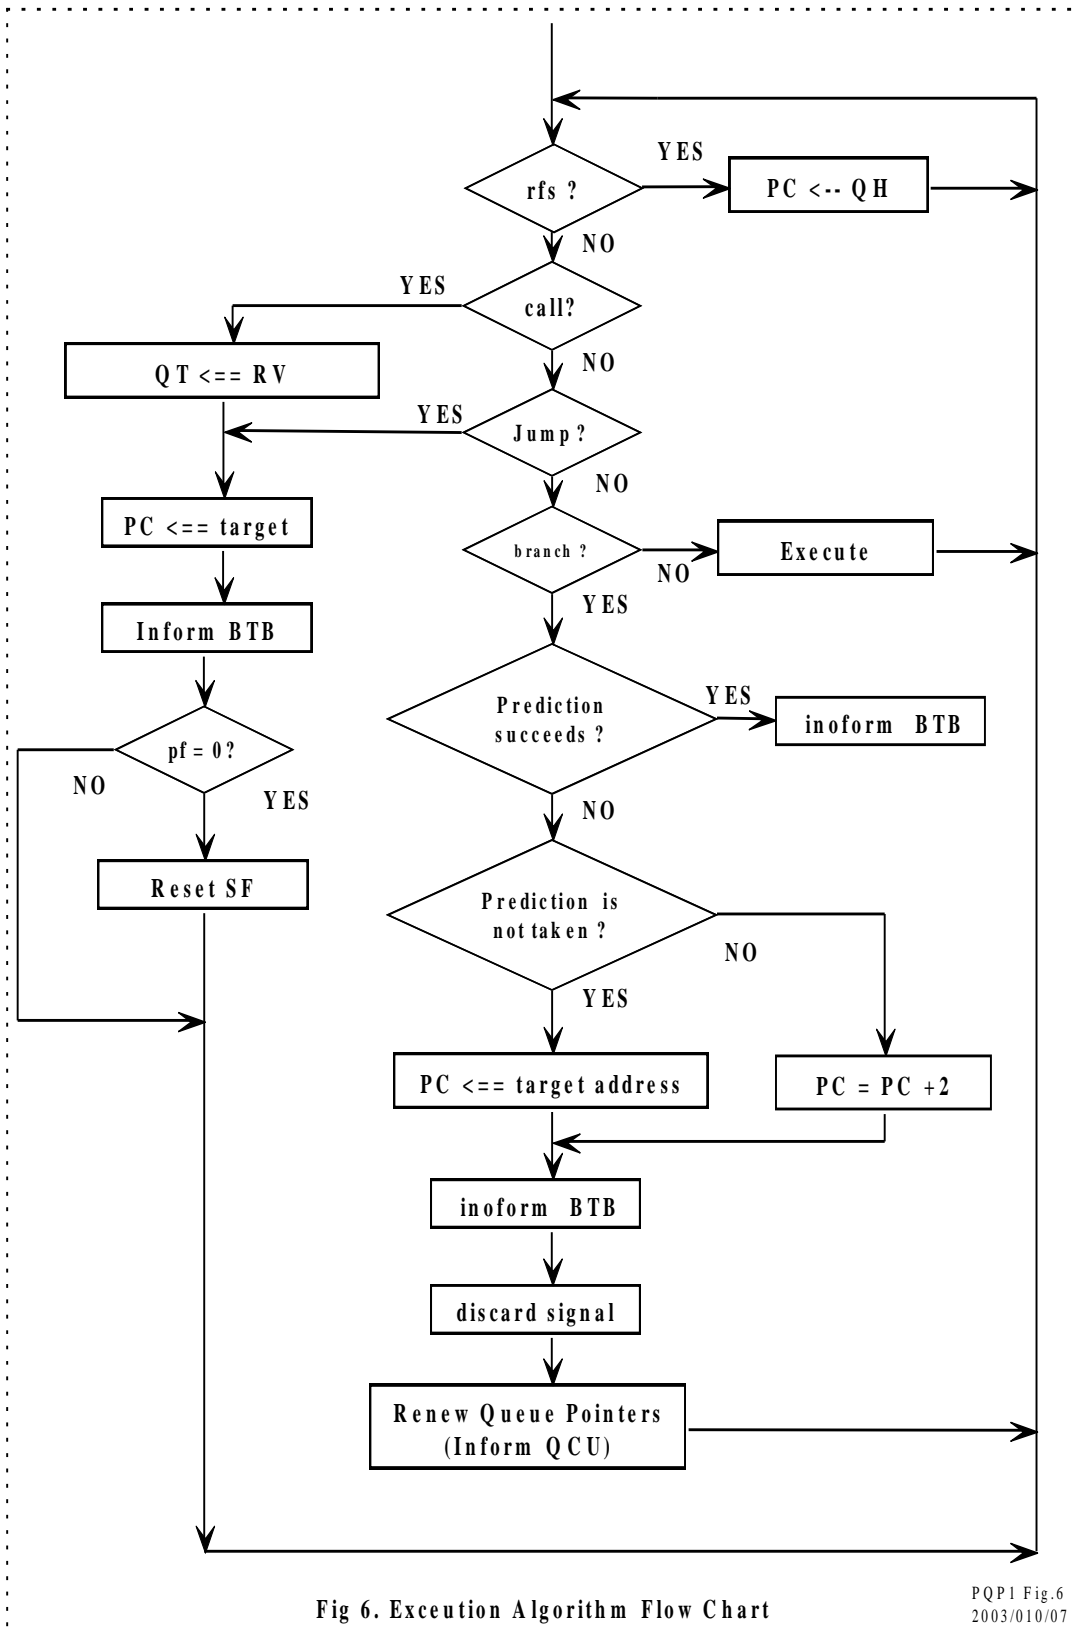 YES
rfs ?
PC <-- QH
NO
YES
call?
NO
QT <== RV
YES
Jump?
NO
PC <== target
branch ?
Execute
NO
YES
Inform BTB
Prediction
succeeds ?
YES
inoform BTB
pf = 0?
NO
YES
NO
Reset SF
Prediction is
not taken ?
NO
YES
PC <== target address
PC = PC +2
inoform BTB
discard signal
Renew Queue Pointers
(Inform QCU)
Fig 6. Exceution Algorithm Flow Chart
PQP1 Fig.6
2003/010/07